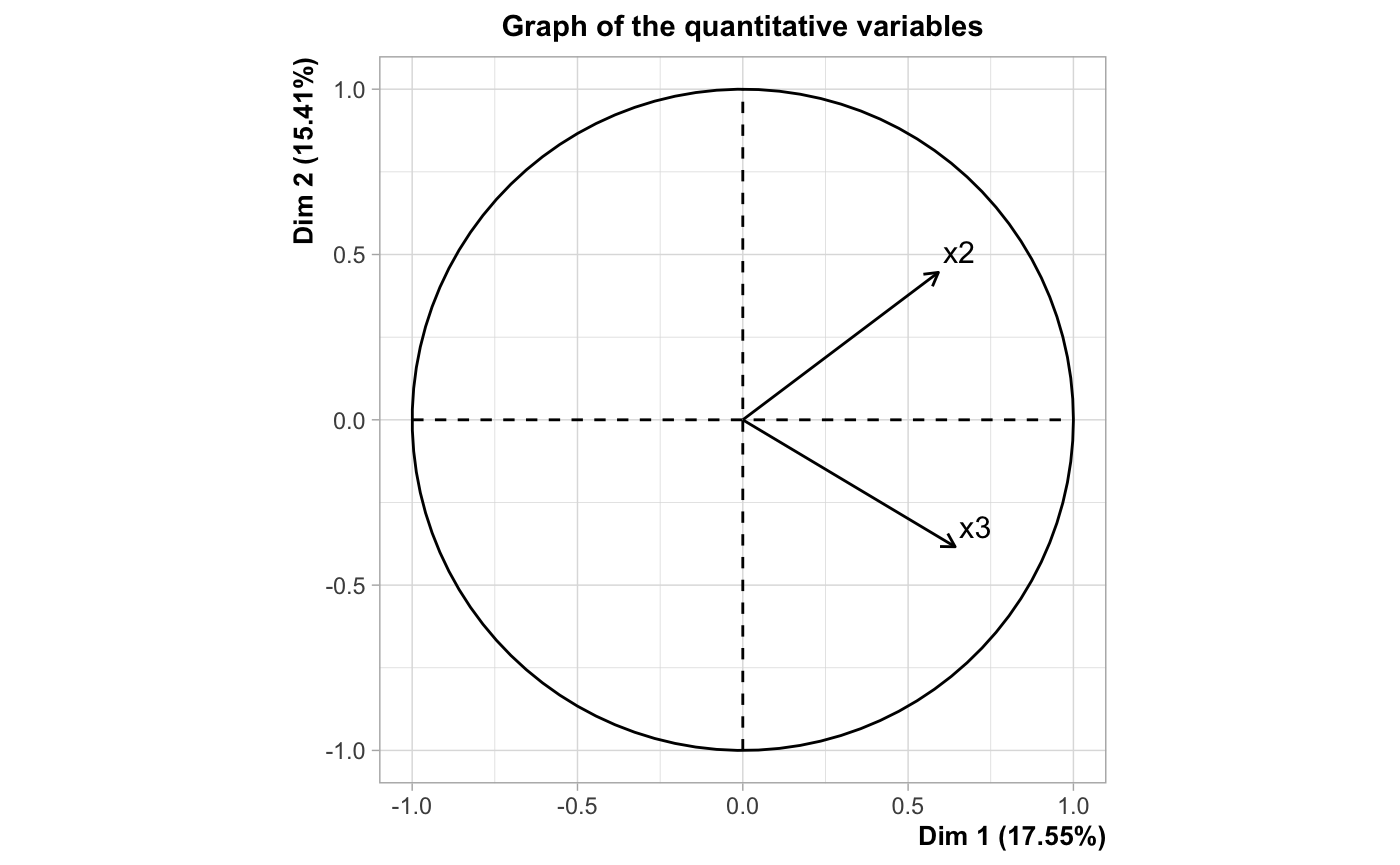 Graph of the quantitative variables
Dim 2 (15.41%)
1.0
0.5
0.0
-0.5
-1.0
x2
x3
-1.0 -0.5 0.0 0.5 1.0
Dim 1 (17.55%)